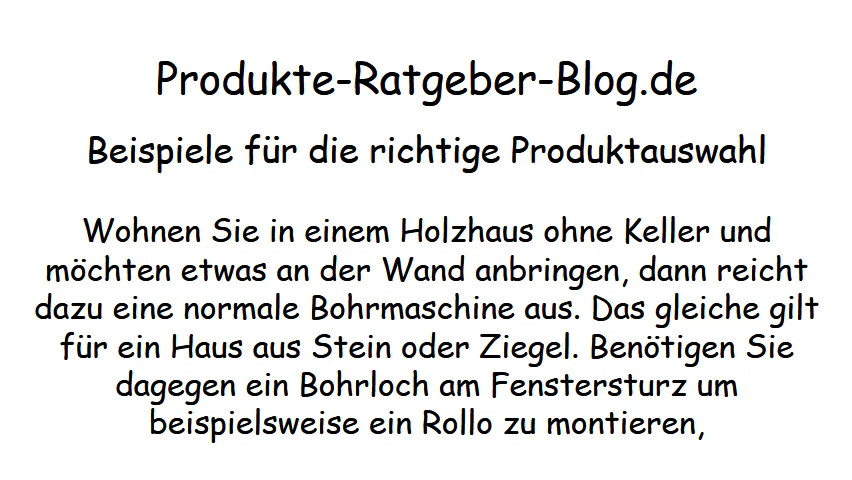 Produkte-Ratgeber-Blog.de
Beispiele für die richtige Produktauswahl
Wohnen Sie in einem Holzhaus ohne Keller und
möchten etwas an der Wand anbringen, dann reicht
dazu eine normale Bohrmaschine aus. Das gleiche gilt
für ein Haus aus Stein oder Ziegel. Benötigen Sie
dagegen ein Bohrloch am Fenstersturz um
beispielsweise ein Rollo zu montieren,